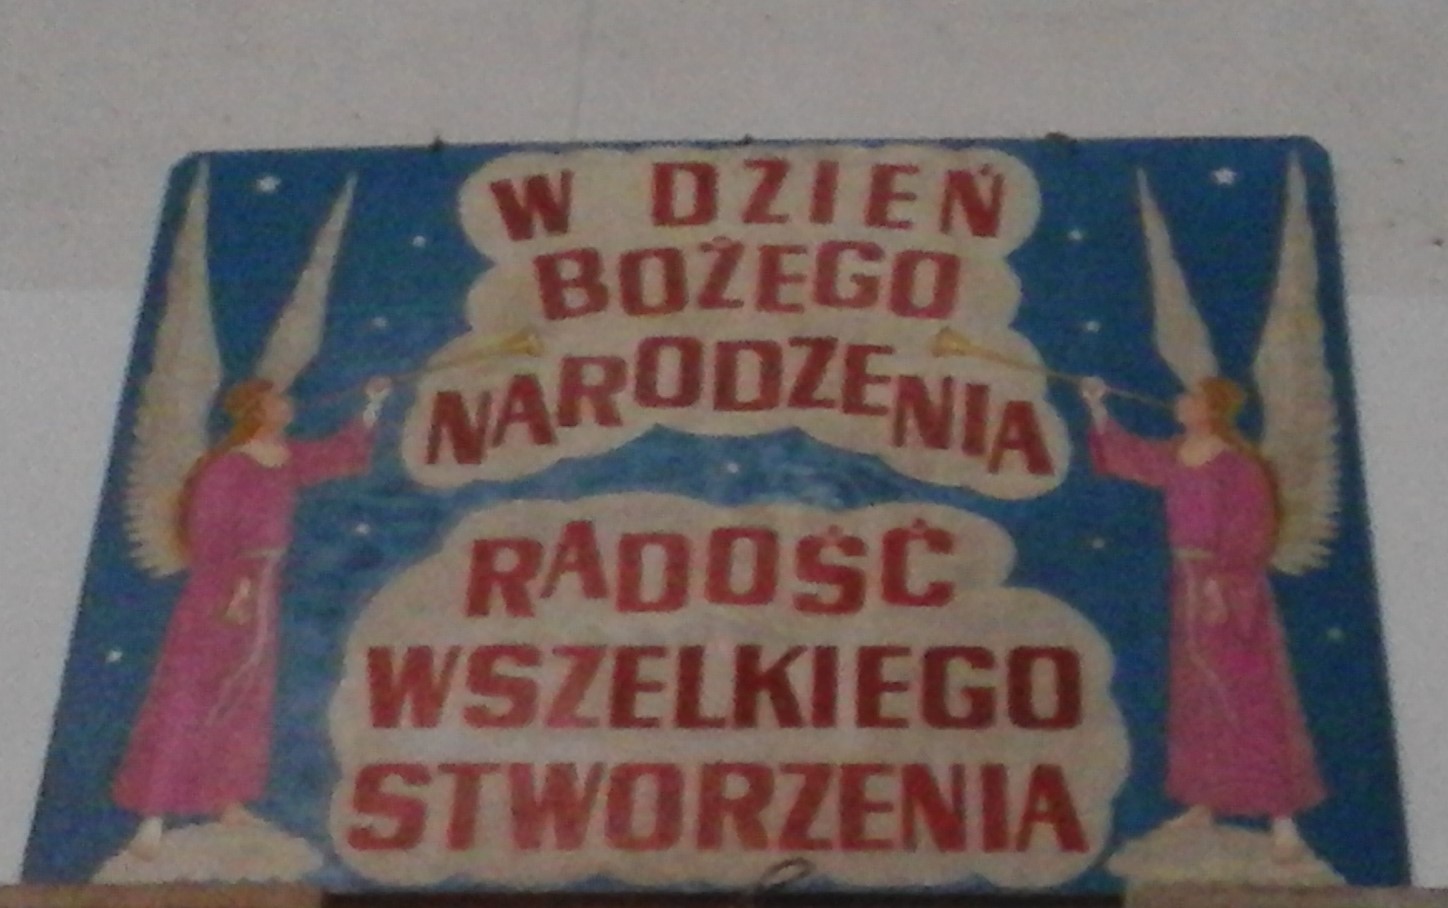 W DZIEŃ
BOŻEGO
NARODZENIA
RADOŚĆ
WSZELKIEGO
STWORZENIA